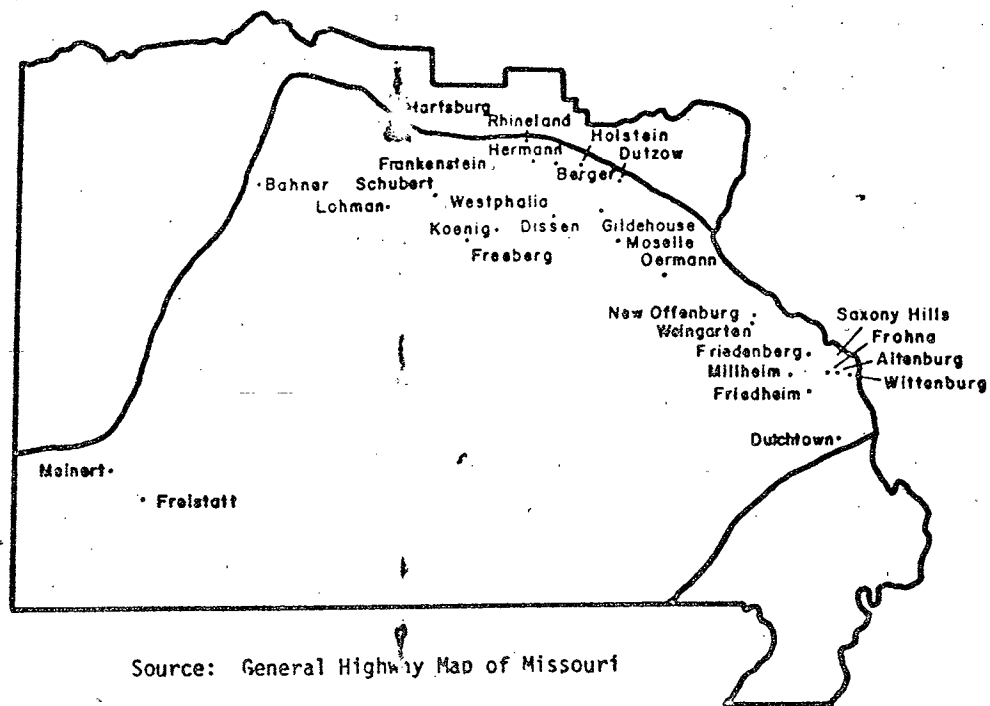 Hartsburg
Rhineland
Holstein
Hermann
Dutzow
Frankenstein
Berger
Bahner
Schubert
Lohman
Westphalia
Koenig
Dissen
Gildehouse
Moselle
Freeberg
Oermann
New Offenburg
Saxony Hills
Weingarten
Frohna
Friedenberg
Altenburg
Millheim
Wittenburg
Friedheim
Dutchtown
Meinert
Freistatt
Source: General Highway Map of Missouri